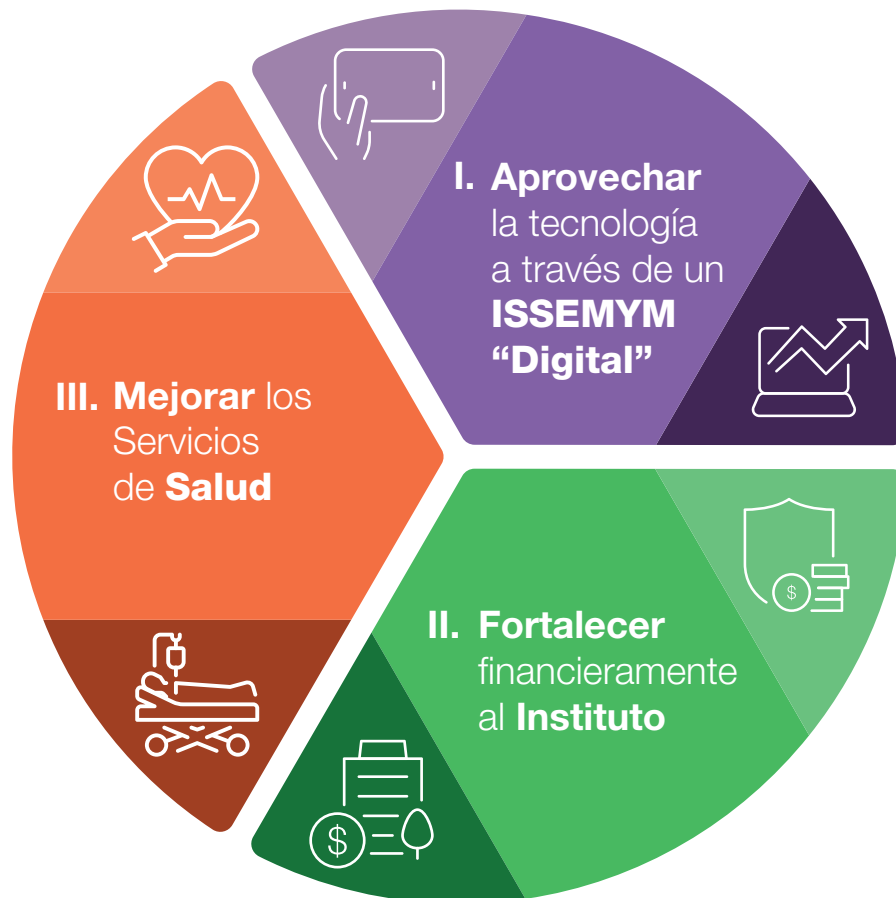 I. Aprovechar
la tecnología
a través de un
ISSEMYM
“Digital”
II. Fortalecer
financieramente
al Instituto
III. Mejorar los
Servicios
de Salud
$
$